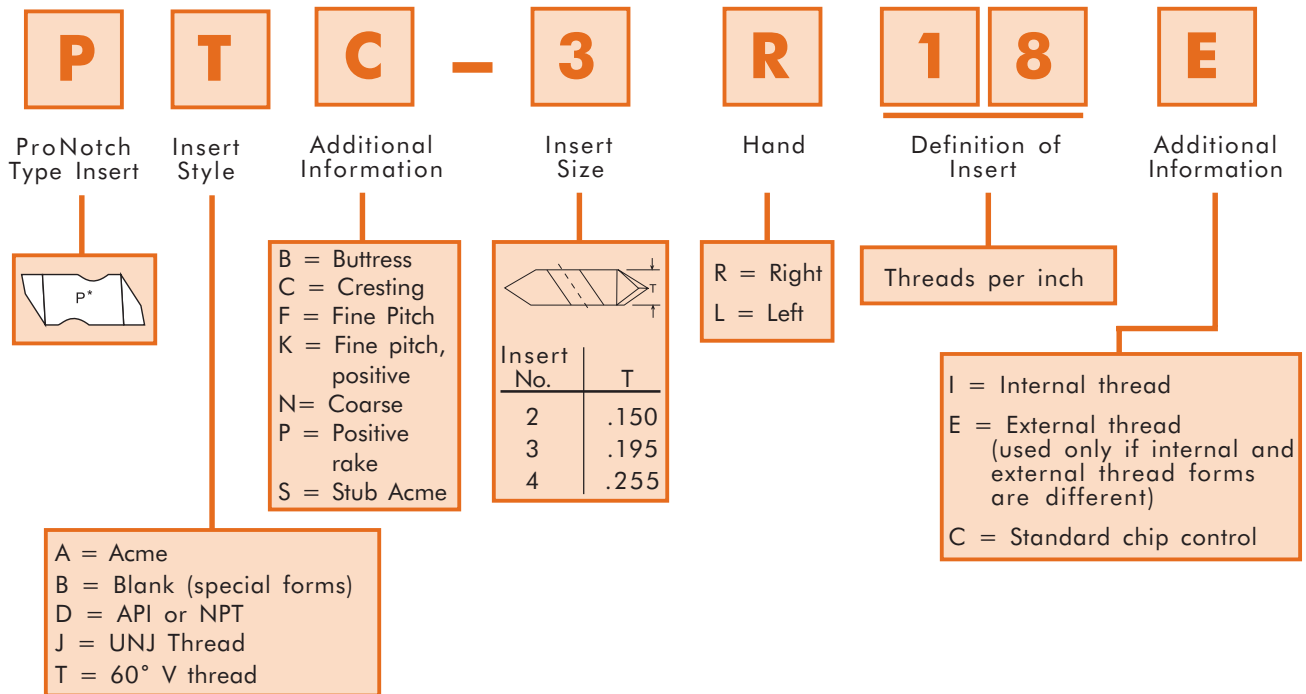 P T C – 3 R 1 8 E
ProNotch
Type Insert
Insert
Style
Additional
Information
Insert
Size
Hand
Definition of
Insert
Additional
Information
P*
B = Buttress
C = Cresting
F = Fine Pitch
K = Fine pitch,
positive
N= Coarse
P = Positive
rake
S = Stub Acme
T
Insert
No. T
2 .150
3 .195
4 .255
R = Right
L = Left
Threads per inch
I = Internal thread
E = External thread
(used only if internal and
external thread forms
are different)
C = Standard chip control
A = Acme
B = Blank (special forms)
D = API or NPT
J = UNJ Thread
T = 60° V thread